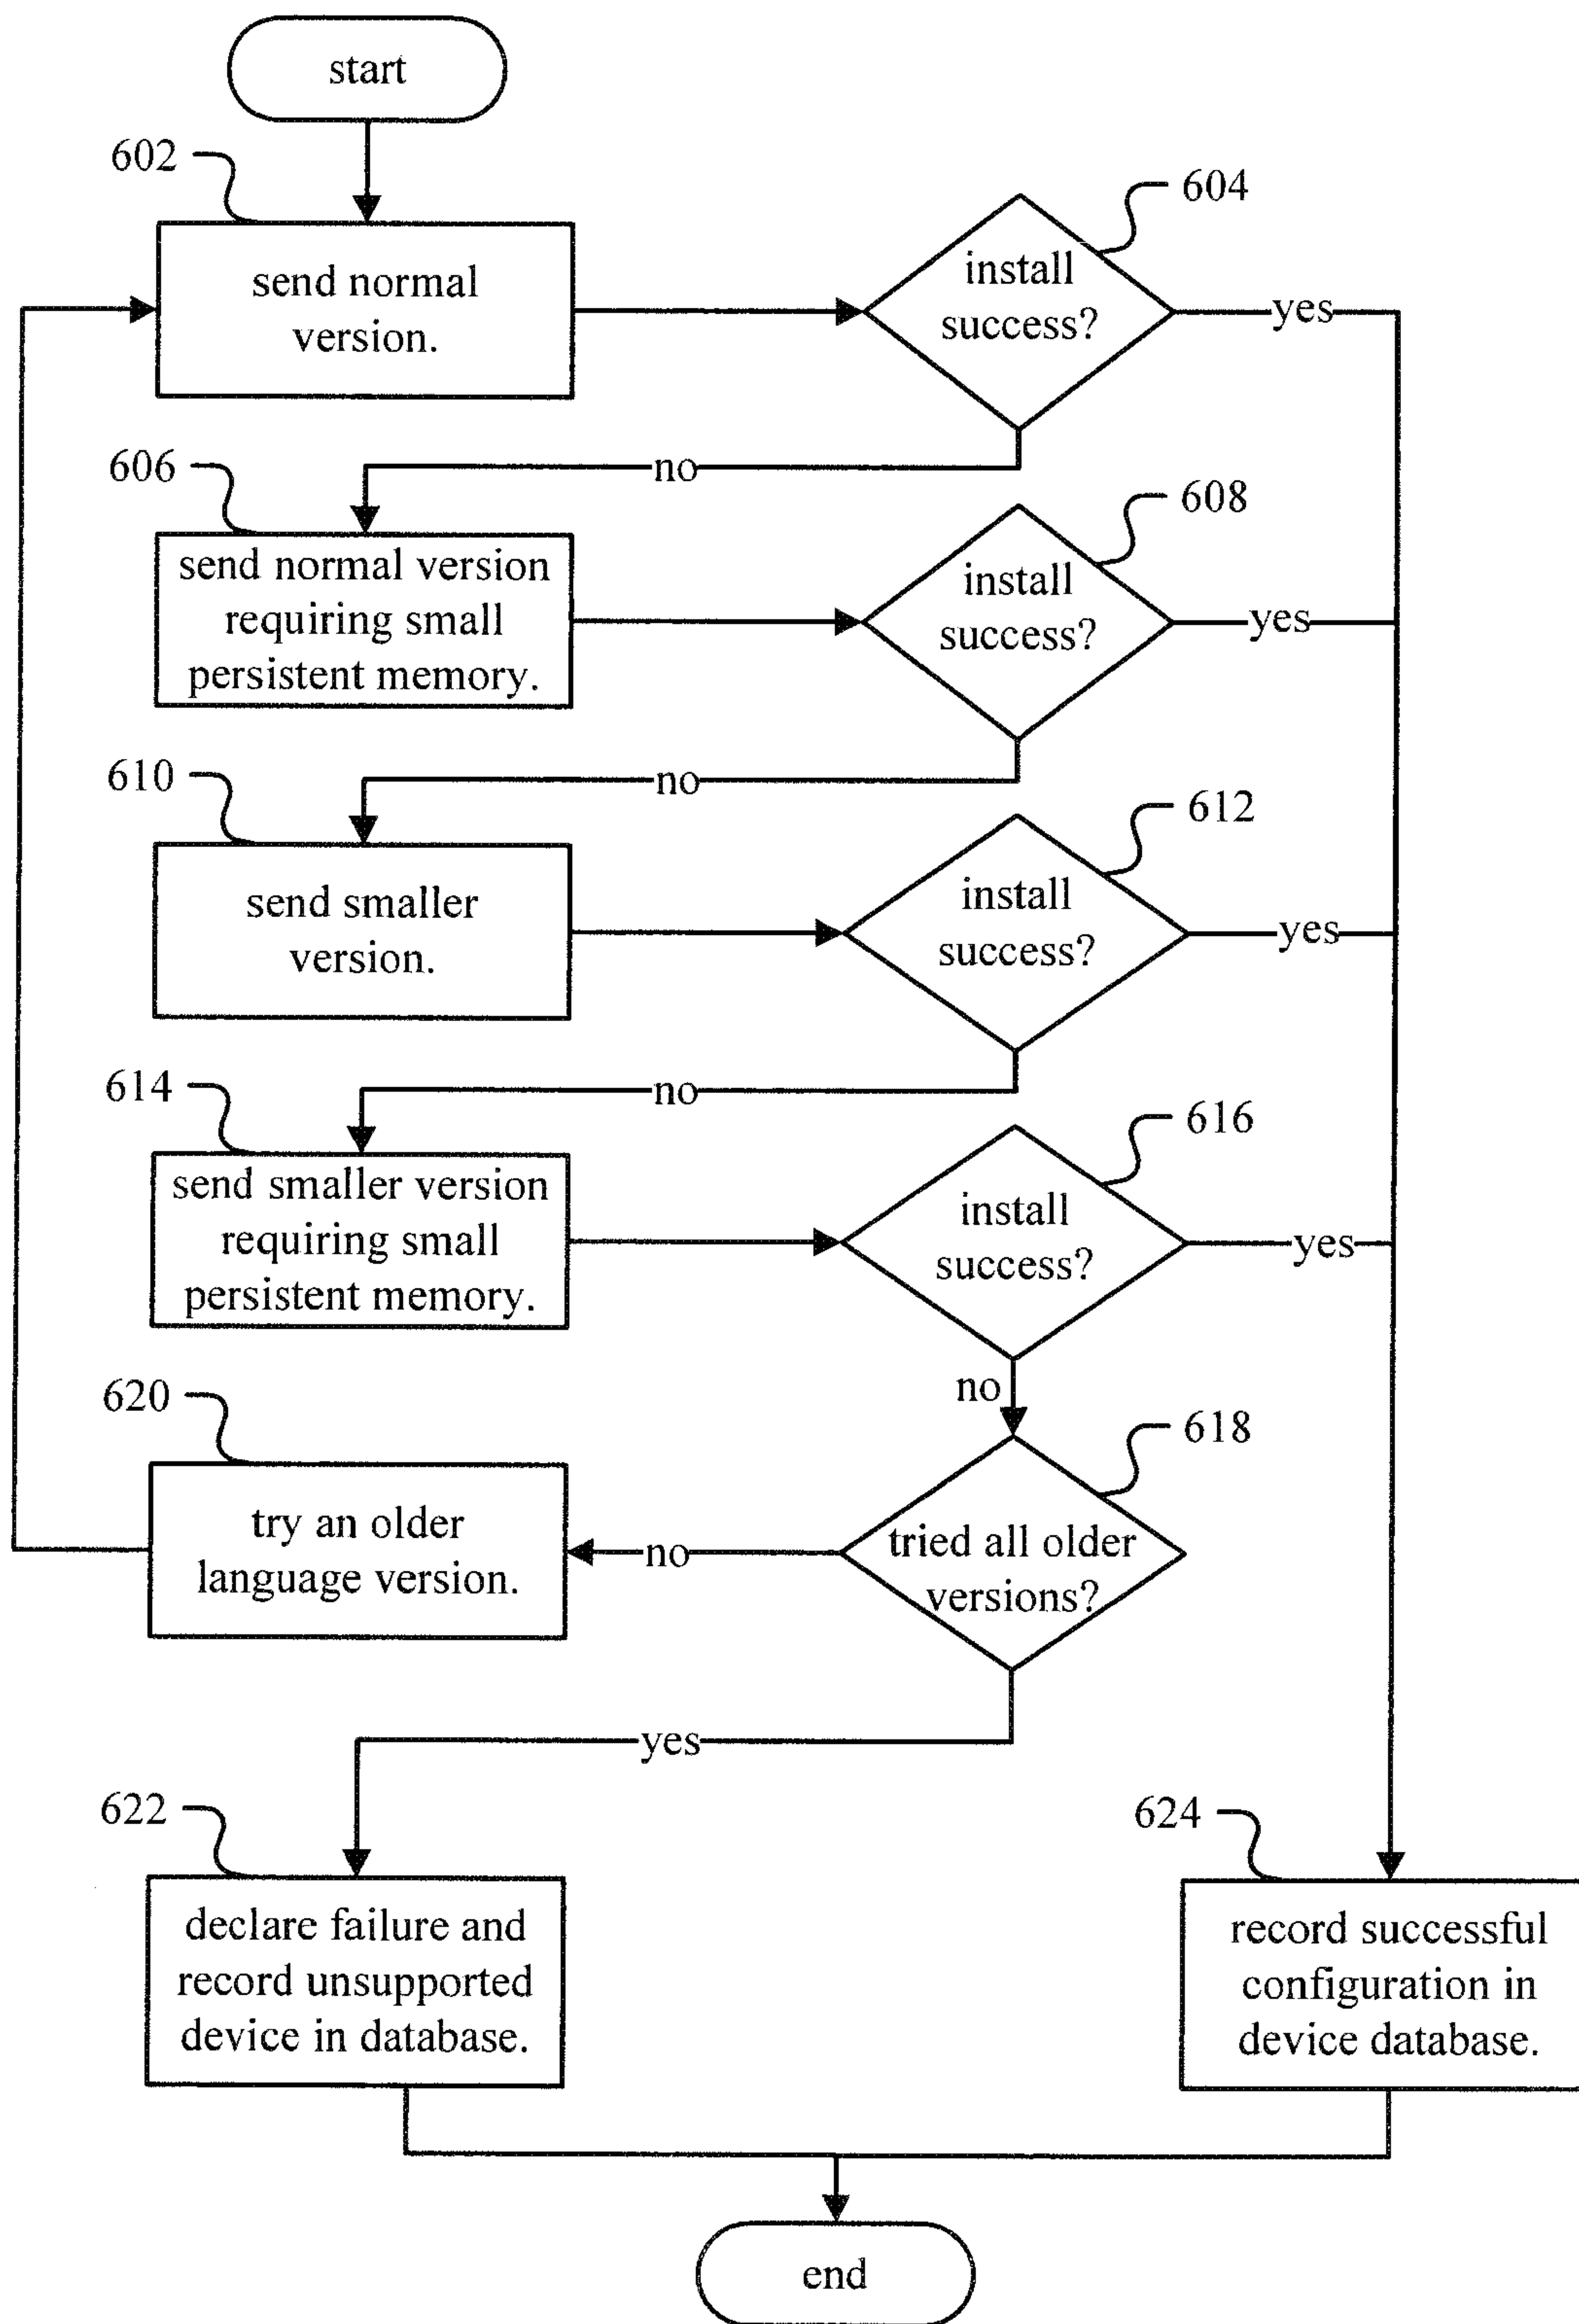 start
602
604
send normal
version.
install
success?
yes
no
606
608
send normal version
requiring small
persistent memory.
install
success?
yes
no
610
612
send smaller
version.
install
success?
yes
no
614
616
send smaller version
requiring small
persistent memory.
install
success?
yes
no
620
618
try an older
language version.
no
tried all older
versions?
yes
622
624
declare failure and
record unsupported
device in database.
record successful
configuration in
device database.
end